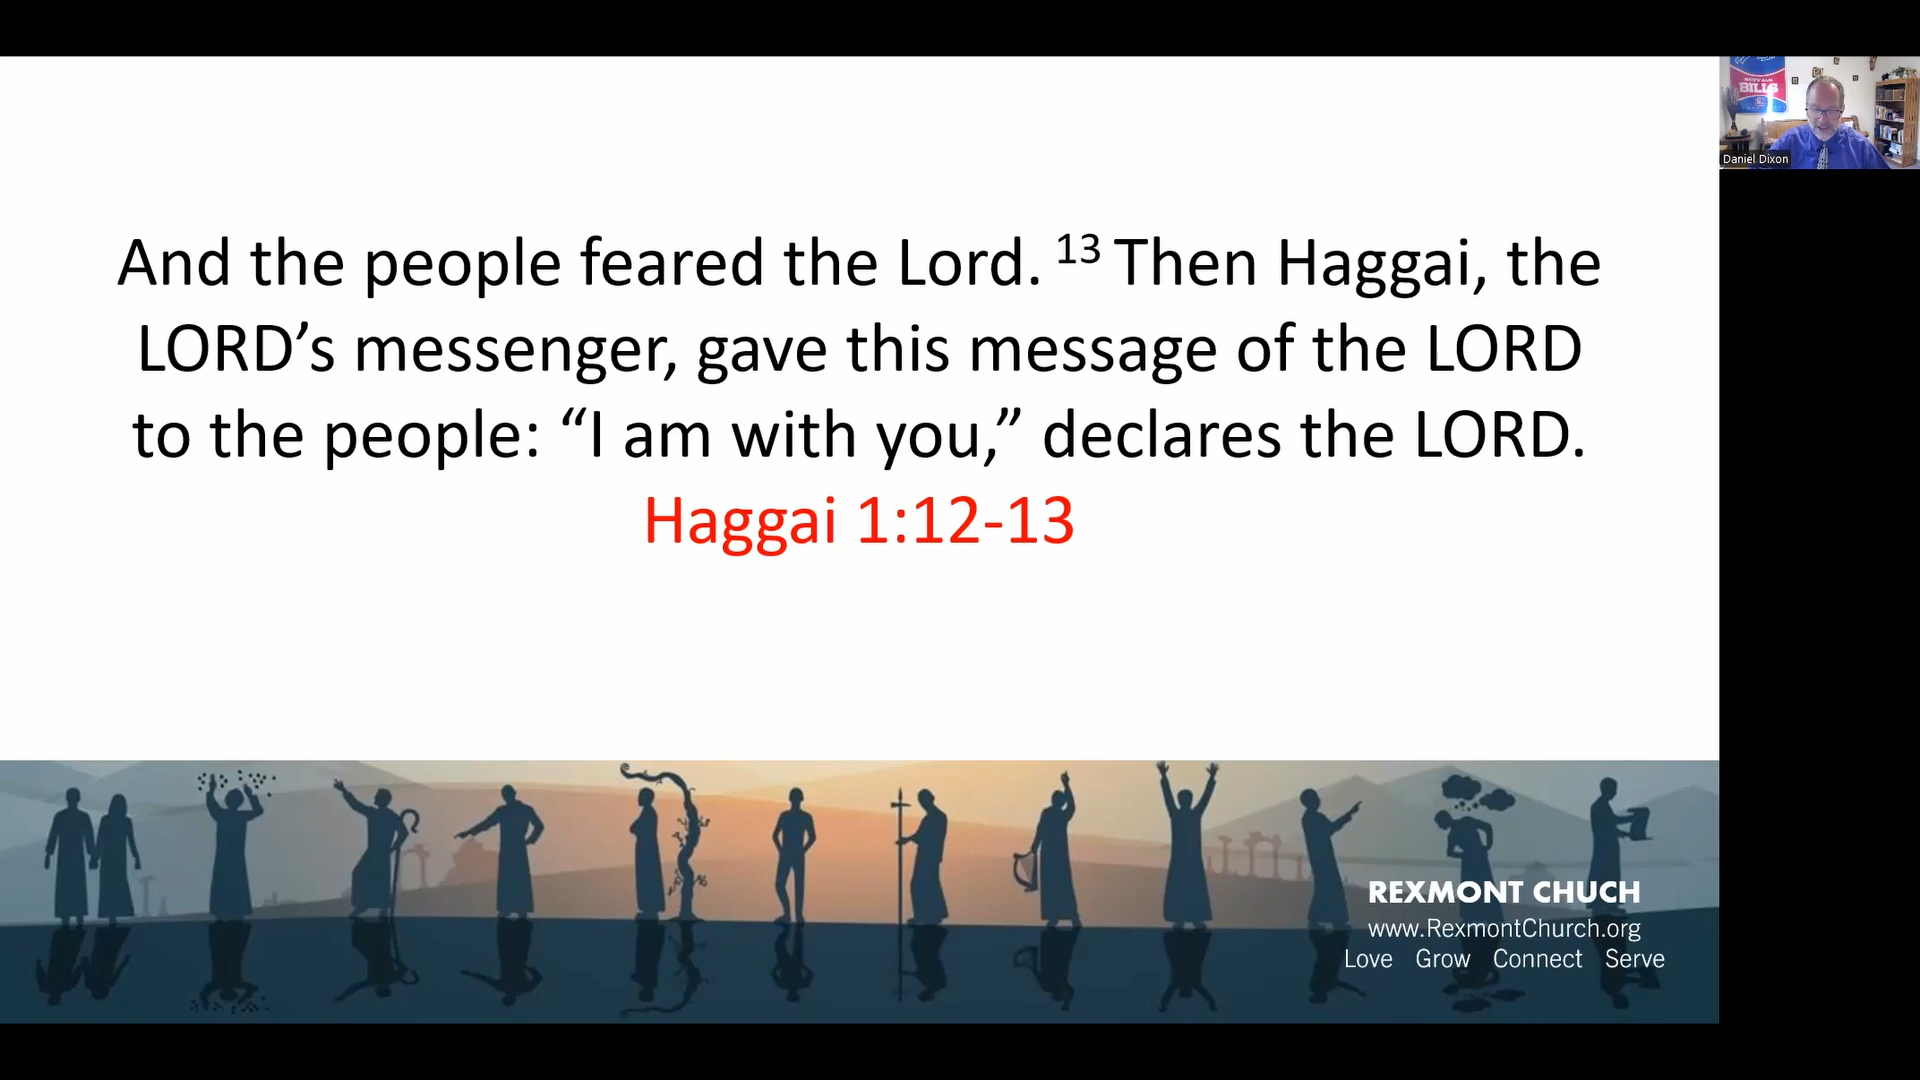 And the people feared the Lord. 13 Then Haggai, the
LORD’s messenger, gave this message of the LORD
to the people: “I am with you,” declares the LORD.
Haggai 1:12-13
REXMONT CHUCH
www.RexmontChurch.org
Love Grow Connect Serve
BILLS
Daniel Dixon